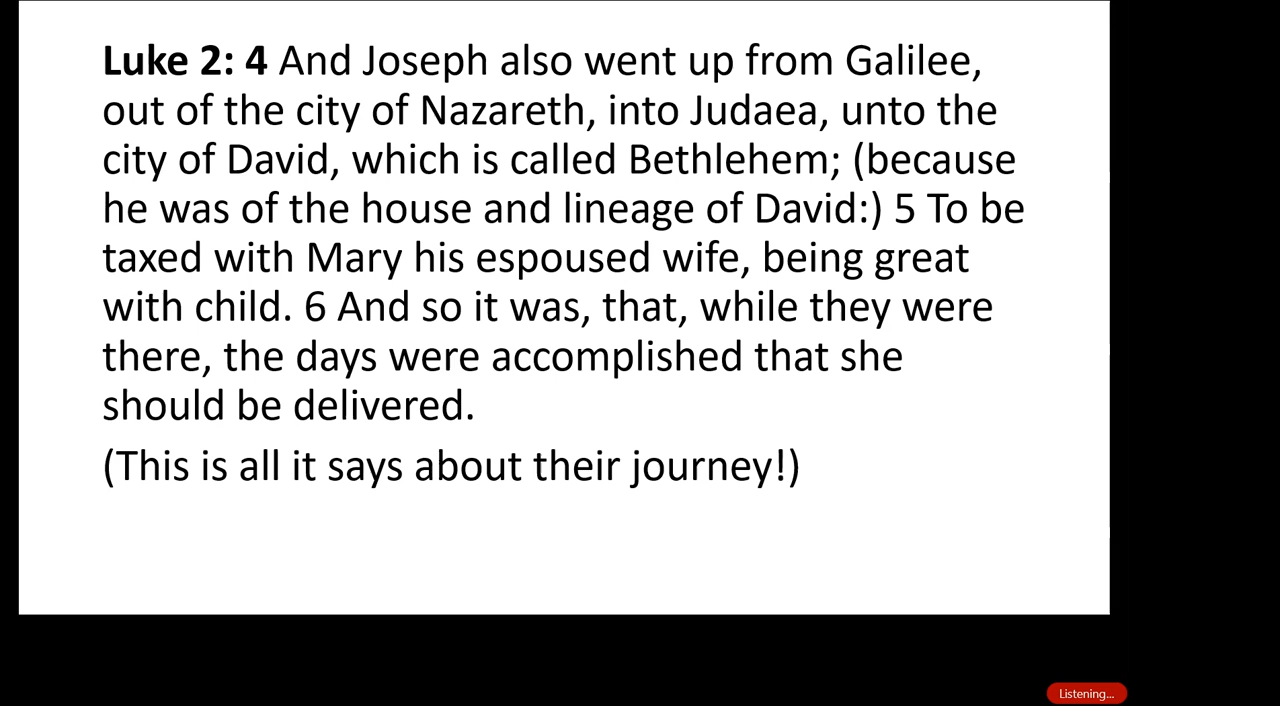 Luke 2: 4 And Joseph also went up from Galilee,
out of the city of Nazareth, into Judaea, unto the
city of David, which is called Bethlehem; (because
he was of the house and lineage of David:) 5 To be
taxed with Mary his espoused wife, being great
with child. 6 And so it was, that, while they were
there, the days were accomplished that she
should be delivered.
(This is all it says about their journey!)
Listening...